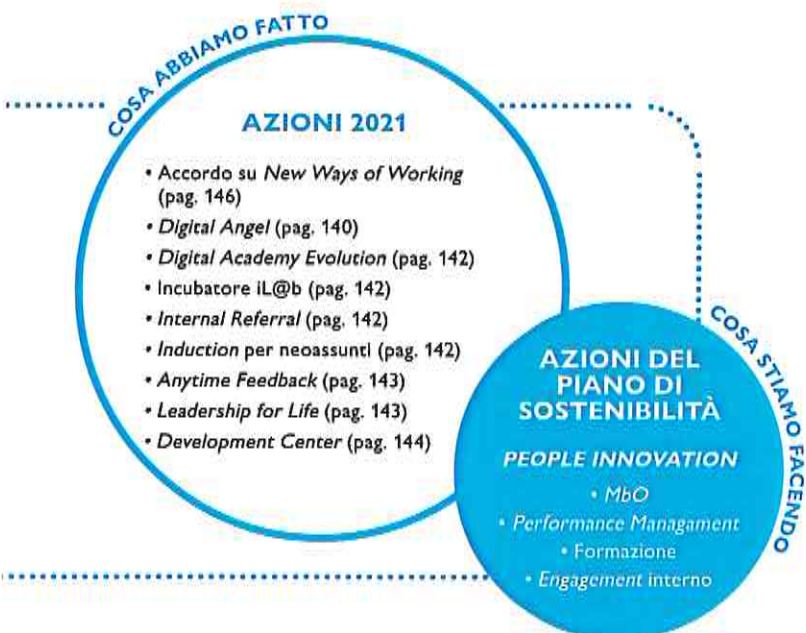 COSA ABBIAMO FATTO
AZIONI 2021
• Accordo su New Ways of Working
(pag. 146)
• Digital Angel (pag. 140)
• Digital Academy Evolution (pag. 142)
• Incubatore iL@b (pag. 142)
• Internal Referral (pag. 142)
• Induction per neoassunti (pag. 142)
• Anytime Feedback (pag. 143)
• Leadership for Life (pag. 143)
• Development Center (pag. 144)
COSA STIAMO FACENDO
AZIONI DEL
PIANO DI
SOSTENIBILITÀ
PEOPLE INNOVATION
• MbO
• Performance Managament
• Formazione
• Engagement interno